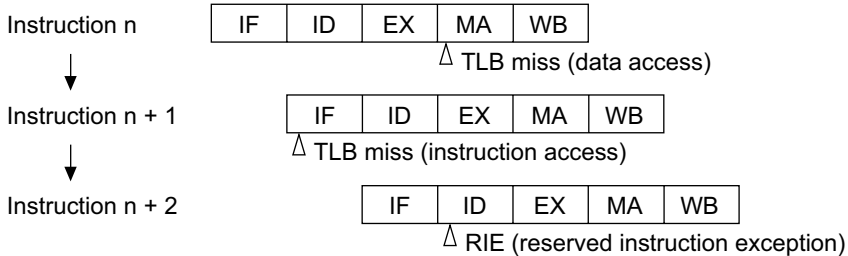 Instruction n IF ID EX MA WB
TLB miss (data access)
Instruction n + 1 IF ID EX MA WB
TLB miss (instruction access)
Instruction n + 2 IF ID EX MA WB
RIE (reserved instruction exception)